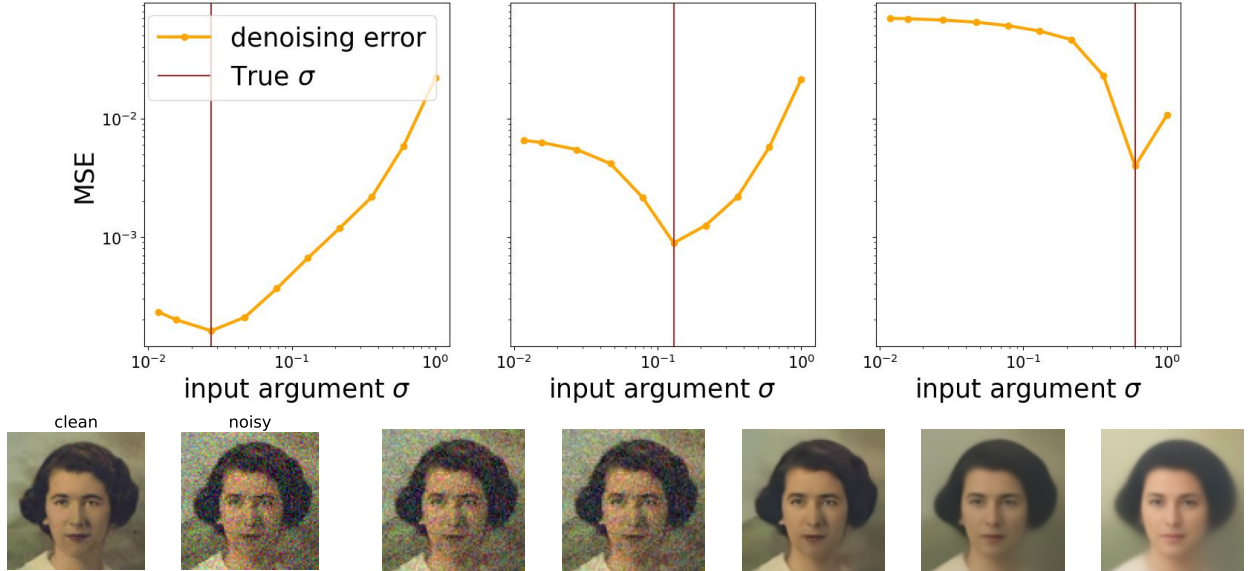 denoising error
True σ
MSE
10⁻²
10⁻³
10⁻² 10⁻¹ 10⁰
10⁻² 10⁻¹ 10⁰
10⁻² 10⁻¹ 10⁰
input argument σ
input argument σ
input argument σ
clean
noisy